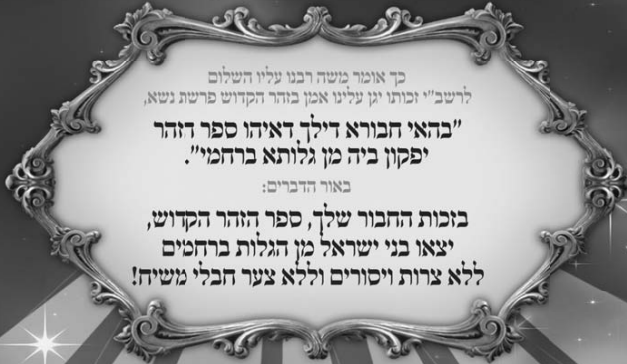 כך אומר משה רבנו עליו השלום
לרשב"י זכותו יגן עלינו אמן בזהר הקדוש פרשת נשא,
"בהאי חבורא דילך דאיהו ספר הזהר
יפקון ביה מן גלותא ברחמי".
באור הדברים:
בזכות החבור שלך, ספר הזהר הקדוש,
יצאו בני ישראל מן הגלות ברחמים
ללא צרות ויסורים וללא צער חבלי משיח!